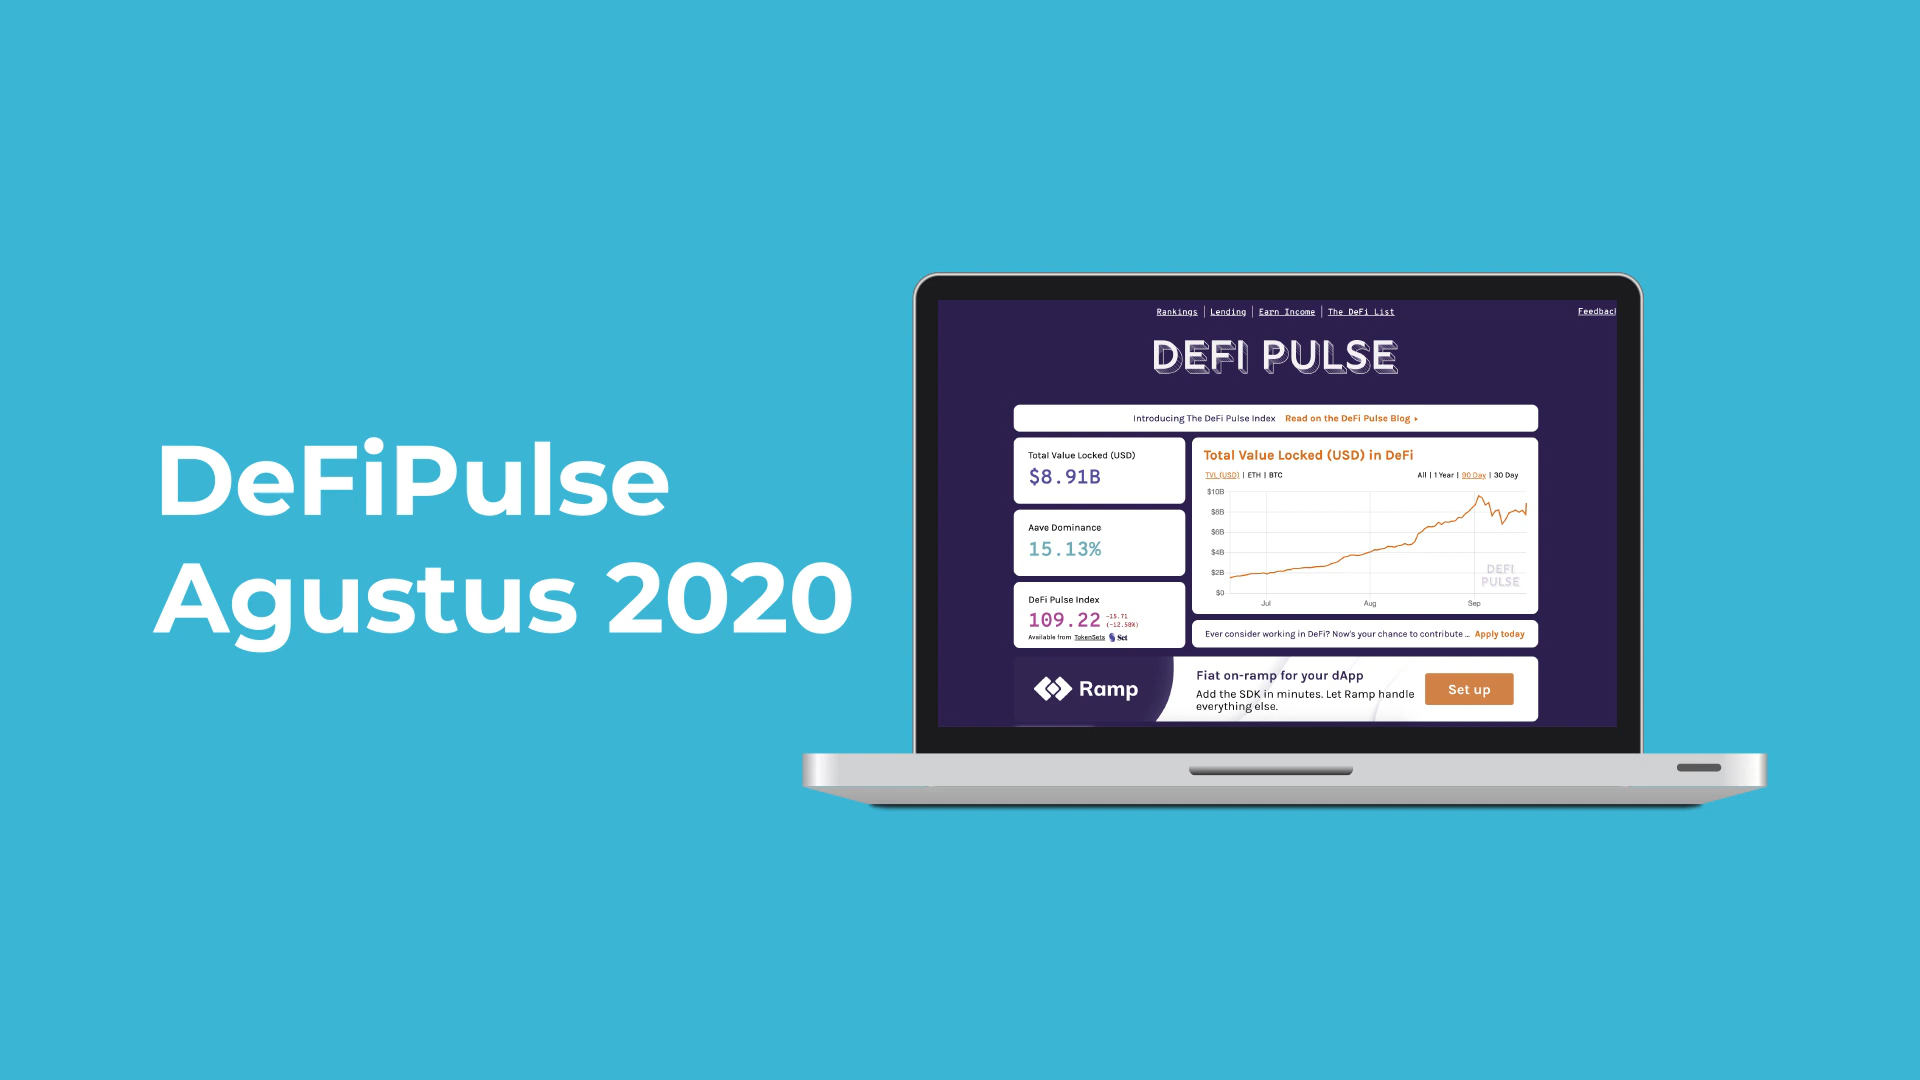 DeFiPulse
Agustus 2020
Rankings | Lending | Earn Income | The DeFi List
Feedbac
DEFI PULSE
Introducing The DeFi Pulse Index Read on the DeFi Pulse Blog
Total Value Locked (USD)
$8.91B
Aave Dominance
15.13%
DeFi Pulse Index
109.22
-15.71
(-12.58%)
Available from TokenSets Set
Total Value Locked (USD) in DeFi
TVL (USD) | ETH | BTC
All | 1 Year | 90 Day | 30 Day
$10B
$8B
$6B
$4B
$2B
$0
Jul
Aug
Sep
DEFI
PULSE
Ever consider working in DeFi? Now's your chance to contribute ... Apply today
Ramp
Fiat on-ramp for your dApp
Add the SDK in minutes. Let Ramp handle
everything else.
Set up